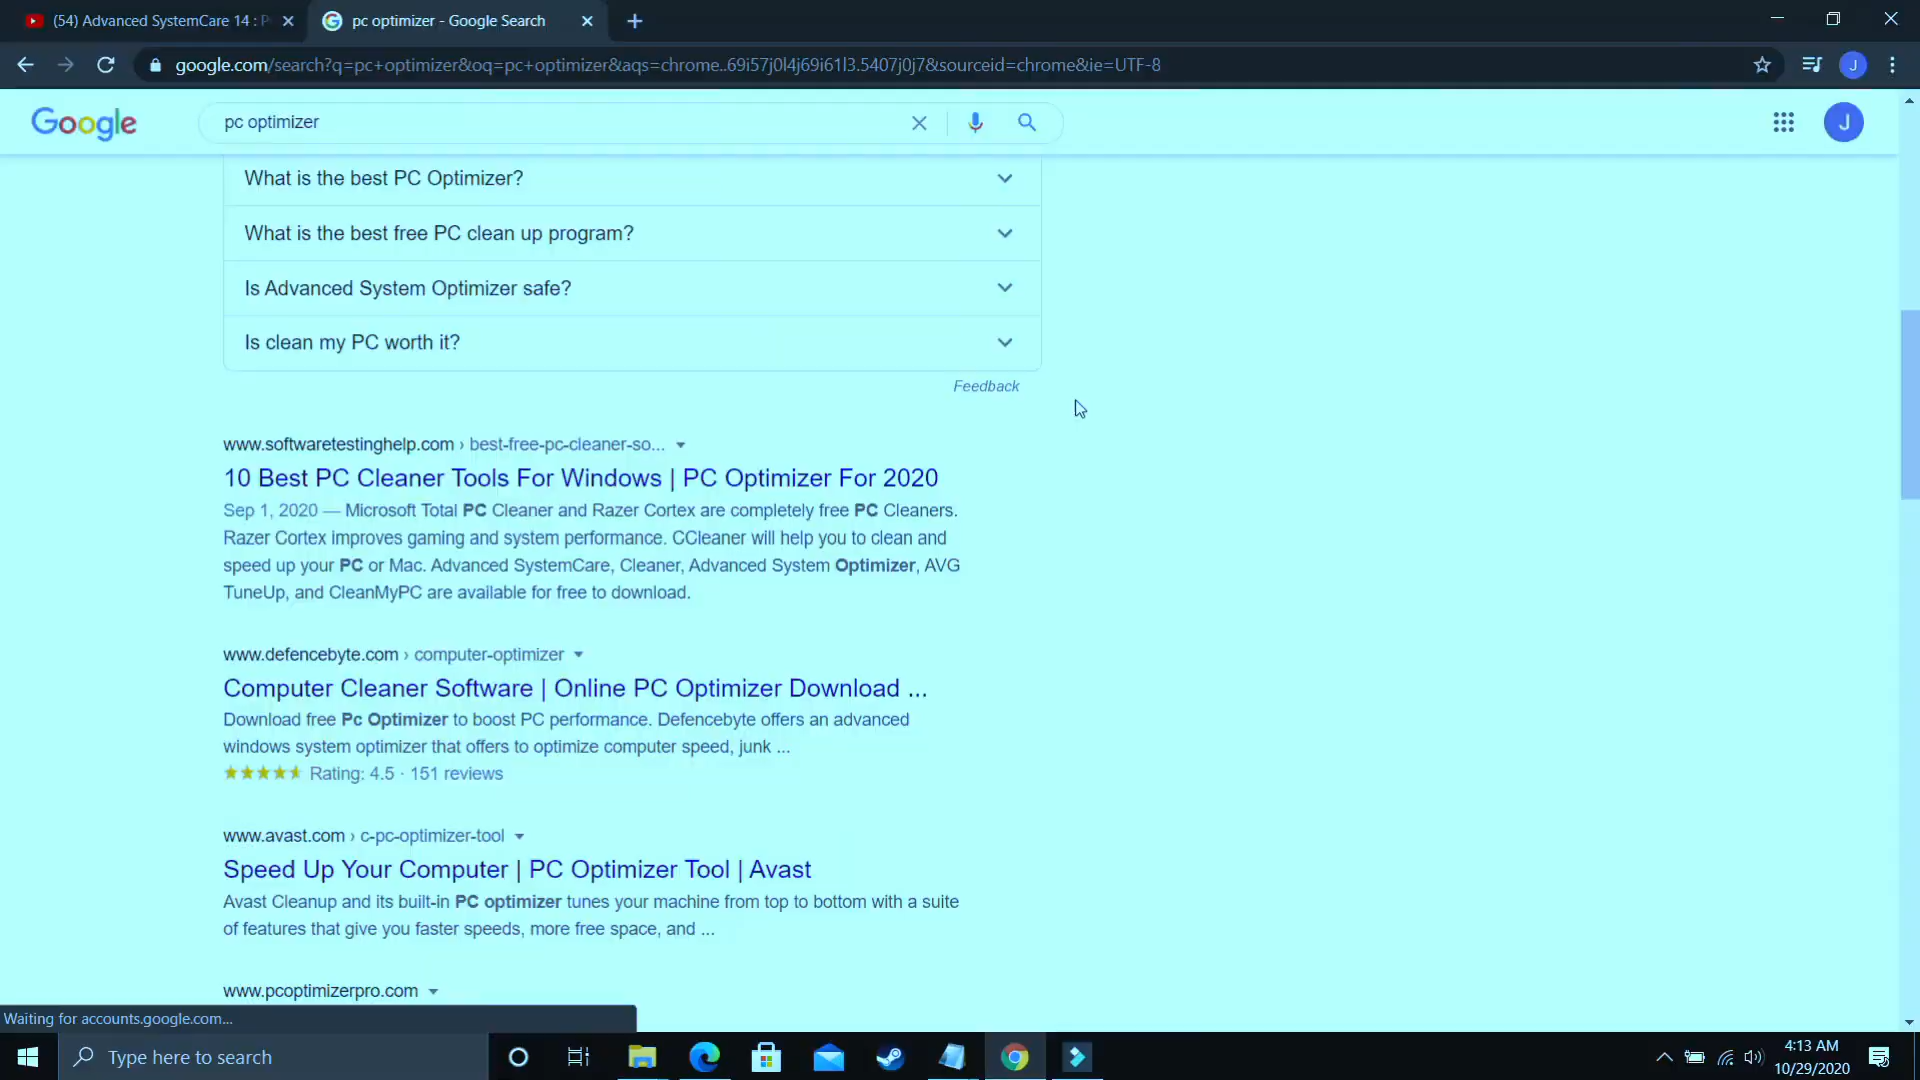 (54) Advanced SystemCare 14 : P
pc optimizer - Google Search
google.com/search?q=pc+optimizer&oq=pc+optimizer&aqs=chrome..69i57j0l4j69i61l3.5407j0j7&sourceid=chrome&ie=UTF-8
J
Google
pc optimizer
J
What is the best PC Optimizer?
What is the best free PC clean up program?
Is Advanced System Optimizer safe?
Is clean my PC worth it?
Feedback
www.softwaretestinghelp.com › best-free-pc-cleaner-so...
10 Best PC Cleaner Tools For Windows | PC Optimizer For 2020
Sep 1, 2020 — Microsoft Total PC Cleaner and Razer Cortex are completely free PC Cleaners.
Razer Cortex improves gaming and system performance. CCleaner will help you to clean and
speed up your PC or Mac. Advanced SystemCare, Cleaner, Advanced System Optimizer, AVG
TuneUp, and CleanMyPC are available for free to download.
www.defencebyte.com › computer-optimizer
Computer Cleaner Software | Online PC Optimizer Download ...
Download free Pc Optimizer to boost PC performance. Defencebyte offers an advanced
windows system optimizer that offers to optimize computer speed, junk ...
Rating: 4.5 · 151 reviews
www.avast.com › c-pc-optimizer-tool
Speed Up Your Computer | PC Optimizer Tool | Avast
Avast Cleanup and its built-in PC optimizer tunes your machine from top to bottom with a suite
of features that give you faster speeds, more free space, and ...
www.pcoptimizerpro.com
Waiting for accounts.google.com...
Type here to search
4:13 AM
10/29/2020